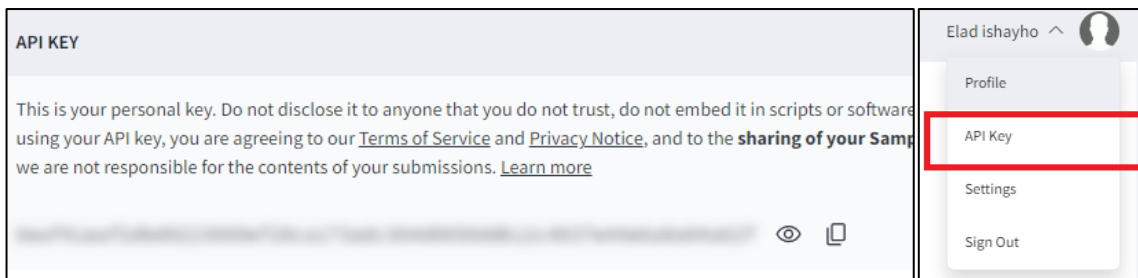 API KEY
This is your personal key. Do not disclose it to anyone that you do not trust, do not embed it in scripts or software
using your API key, you are agreeing to our Terms of Service and Privacy Notice, and to the sharing of your Samp
we are not responsible for the contents of your submissions. Learn more
Elad ishayho
Profile
API Key
Settings
Sign Out